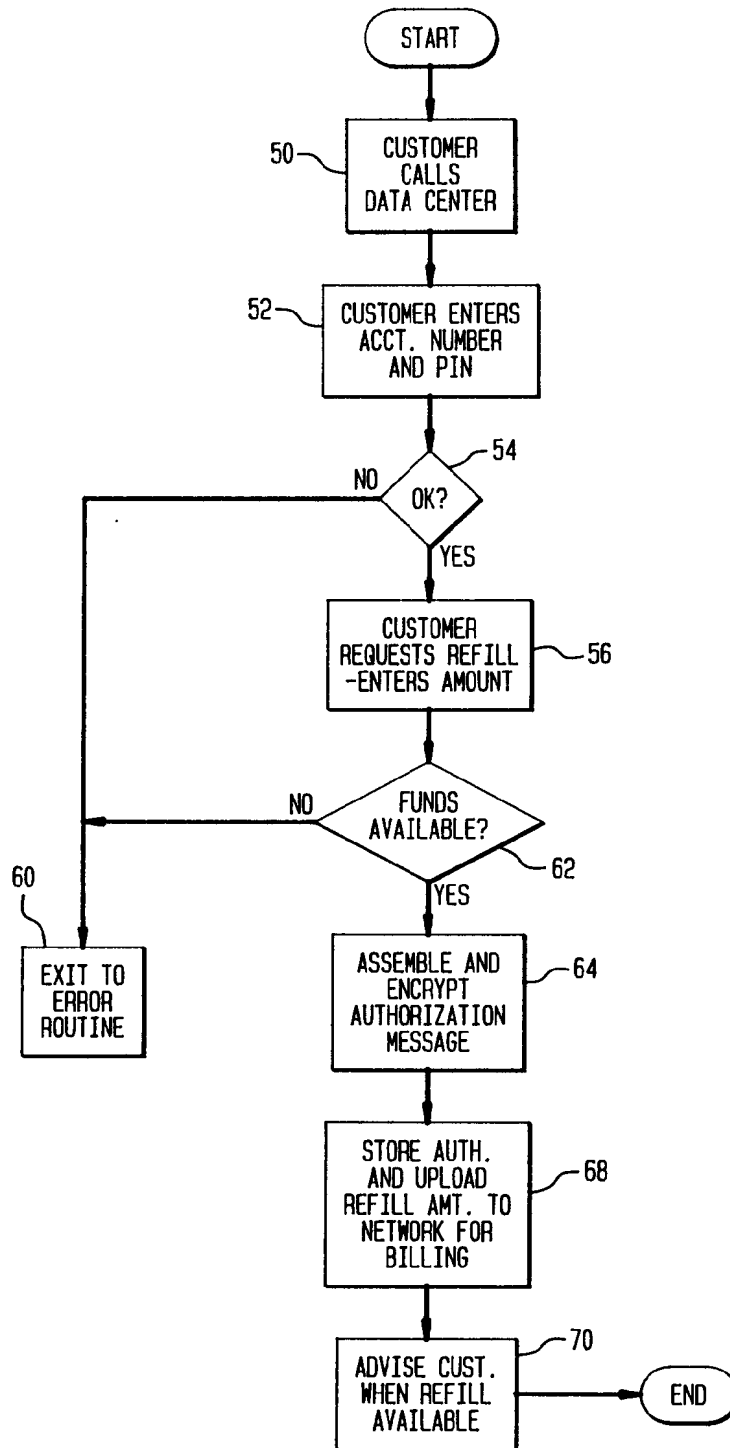 START
50
CUSTOMER
CALLS
DATA CENTER
52
CUSTOMER ENTERS
ACCT. NUMBER
AND PIN
54
NO
OK?
YES
CUSTOMER
REQUESTS REFILL
-ENTERS AMOUNT
56
NO
FUNDS
AVAILABLE?
62
YES
60
EXIT TO
ERROR
ROUTINE
ASSEMBLE AND
ENCRYPT
AUTHORIZATION
MESSAGE
64
STORE AUTH.
AND UPLOAD
REFILL AMT. TO
NETWORK FOR
BILLING
68
70
ADVISE CUST.
WHEN REFILL
AVAILABLE
END